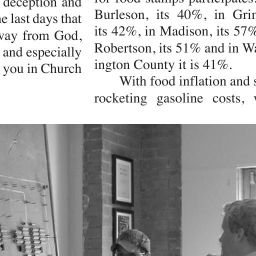 deception and
e last days that
way from God,
and especially
you in Church
for food stamps participates.
Burleson, its 40%, in Grin
its 42%, in Madison, its 57%
Robertson, its 51% and in Wa
ington County it is 41%.
With food inflation and s
rocketing gasoline costs,